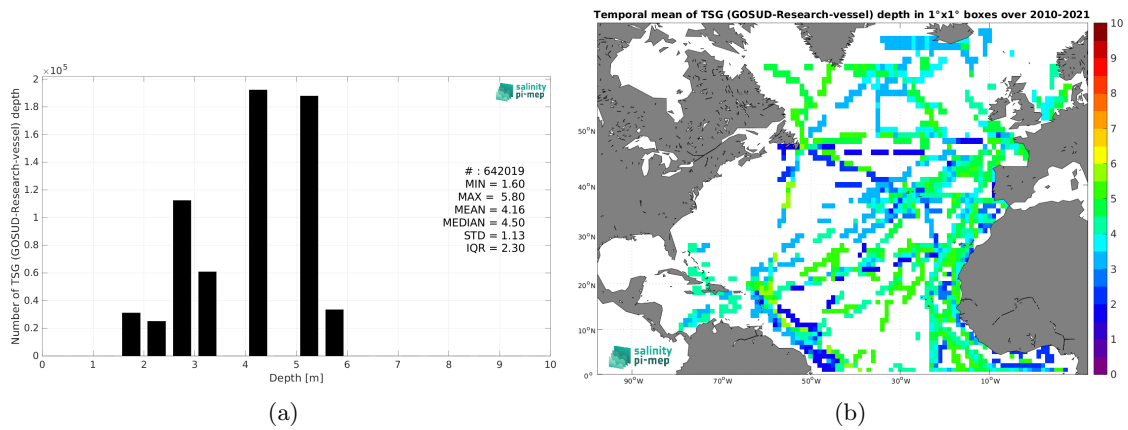 Temporal mean of TSG (GOSUD-Research-vessel) depth in 1°x1° boxes over 2010-2021
×10⁵
2
1.8
1.6
1.4
1.2
1
0.8
0.6
0.4
0.2
0
Number of TSG (GOSUD-Research-vessel) depth
salinity
pi-mep
# : 642019
MIN = 1.60
MAX = 5.80
MEAN = 4.16
MEDIAN = 4.50
STD = 1.13
IQR = 2.30
0 1 2 3 4 5 6 7 8 9 10
Depth [m]
(a)
50°N
40°N
30°N
20°N
10°N
0°
90°W 70°W 50°W 30°W 10°W
salinity
pi-mep
10
9
8
7
6
5
4
3
2
1
0
(b)